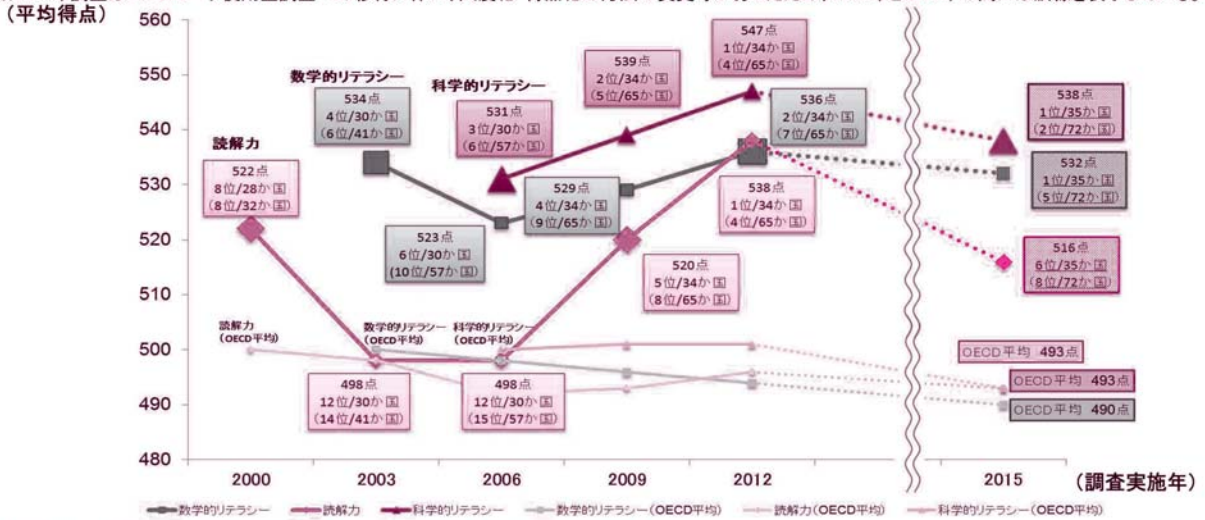 (平均得点)
560
550
540
530
520
510
500
490
480
読解力
522点
8位/28か国
(8位/32か国)
数学的リテラシー
534点
4位/30か国
(6位/41か国)
科学的リテラシー
531点
3位/30か国
(6位/57か国)
539点
2位/34か国
(5位/65か国)
547点
1位/34か国
(4位/65か国)
536点
2位/34か国
(7位/65か国)
538点
1位/35か国
(2位/72か国)
532点
1位/35か国
(5位/72か国)
516点
6位/35か国
(8位/72か国)
529点
4位/34か国
(9位/65か国)
538点
1位/34か国
(4位/65か国)
523点
6位/30か国
(10位/57か国)
520点
5位/34か国
(8位/65か国)
読解力
(OECD平均)
数学的リテラシー
(OECD平均)
科学的リテラシー
(OECD平均)
498点
12位/30か国
(14位/41か国)
498点
12位/30か国
(15位/57か国)
OECD平均 493点
OECD平均 493点
OECD平均 490点
2000
2003
2006
2009
2012
2015
(調査実施年)
数学的リテラシー
読解力
科学的リテラシー
数学的リテラシー(OECD平均)
読解力(OECD平均)
科学的リテラシー(OECD平均)